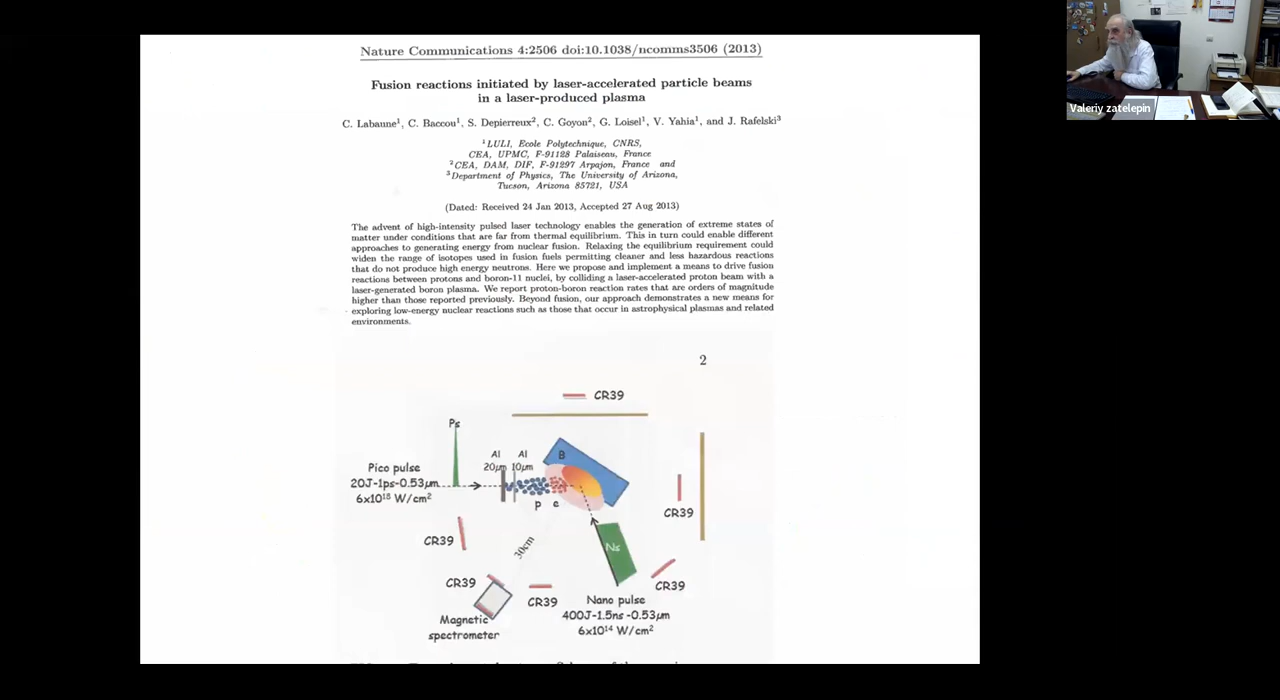 Nature Communications 4:2506 doi:10.1038/ncomms3506 (2013)
Valeriy zatelepin
Fusion reactions initiated by laser-accelerated particle beams
in a laser-produced plasma
C. Labaune¹, C. Baccou¹, S. Depierreux², C. Goyon², G. Loisel¹, V. Yahia¹, and J. Rafelski³
¹LULI, Ecole Polytechnique, CNRS,
CEA, UPMC, F-91128 Palaiseau, France
²CEA, DAM, DIF, F-91297 Arpajon, France and
³Department of Physics, The University of Arizona,
Tucson, Arizona 85721, USA
(Dated: Received 24 Jan 2013, Accepted 27 Aug 2013)
The advent of high-intensity pulsed laser technology enables the generation of extreme states of
matter under conditions that are far from thermal equilibrium. This in turn could enable different
approaches to generating energy from nuclear fusion. Relaxing the equilibrium requirement could
widen the range of isotopes used in fusion fuels permitting cleaner and less hazardous reactions
that do not produce high energy neutrons. Here we propose and implement a means to drive fusion
reactions between protons and boron-11 nuclei, by colliding a laser-accelerated proton beam with a
laser-generated boron plasma. We report proton-boron reaction rates that are orders of magnitude
higher than those reported previously. Beyond fusion, our approach demonstrates a new means for
exploring low-energy nuclear reactions such as those that occur in astrophysical plasmas and related
environments.
2
CR39
Ps
Al Al
20μm 10μm
B
Pico pulse
20J-1ps-0.53μm
6x10¹⁸ W/cm²
p e
CR39
CR39
30cm
Ns
CR39
CR39
CR39
Nano pulse
400J-1.5ns-0.53μm
6x10¹⁴ W/cm²
Magnetic
spectrometer